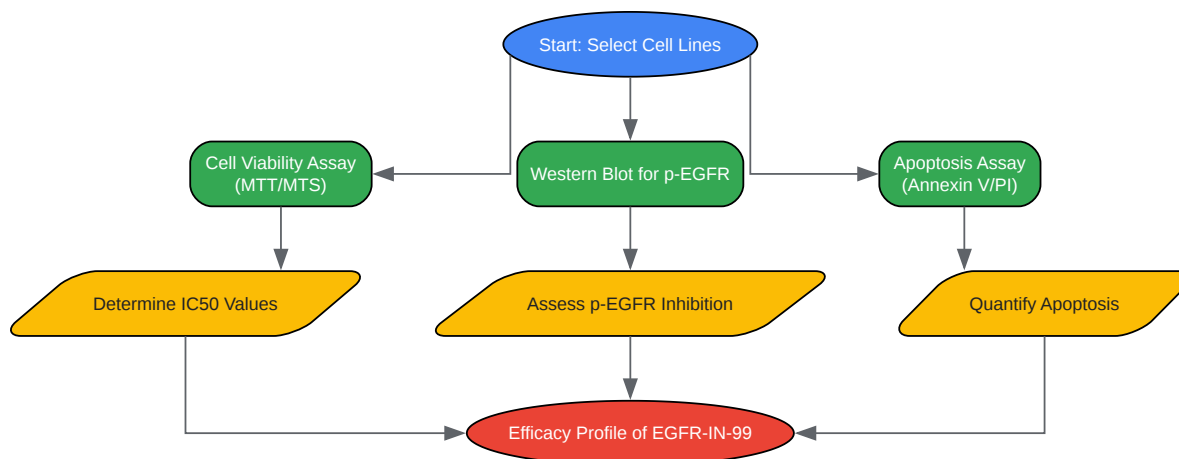 Start: Select Cell Lines
Cell Viability Assay
(MTT/MTS)
Western Blot for p-EGFR
Apoptosis Assay
(Annexin V/PI)
Determine IC50 Values
Assess p-EGFR Inhibition
Quantify Apoptosis
Efficacy Profile of EGFR-IN-99